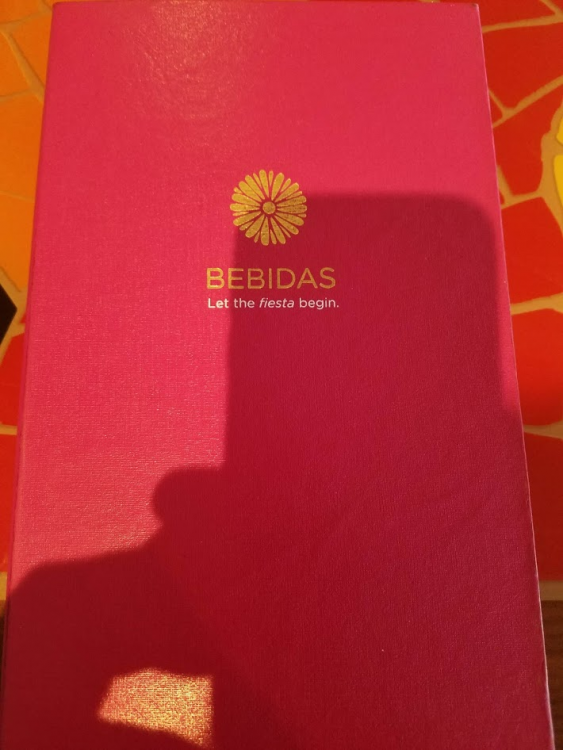 BEBIDAS
Let the fiesta begin.